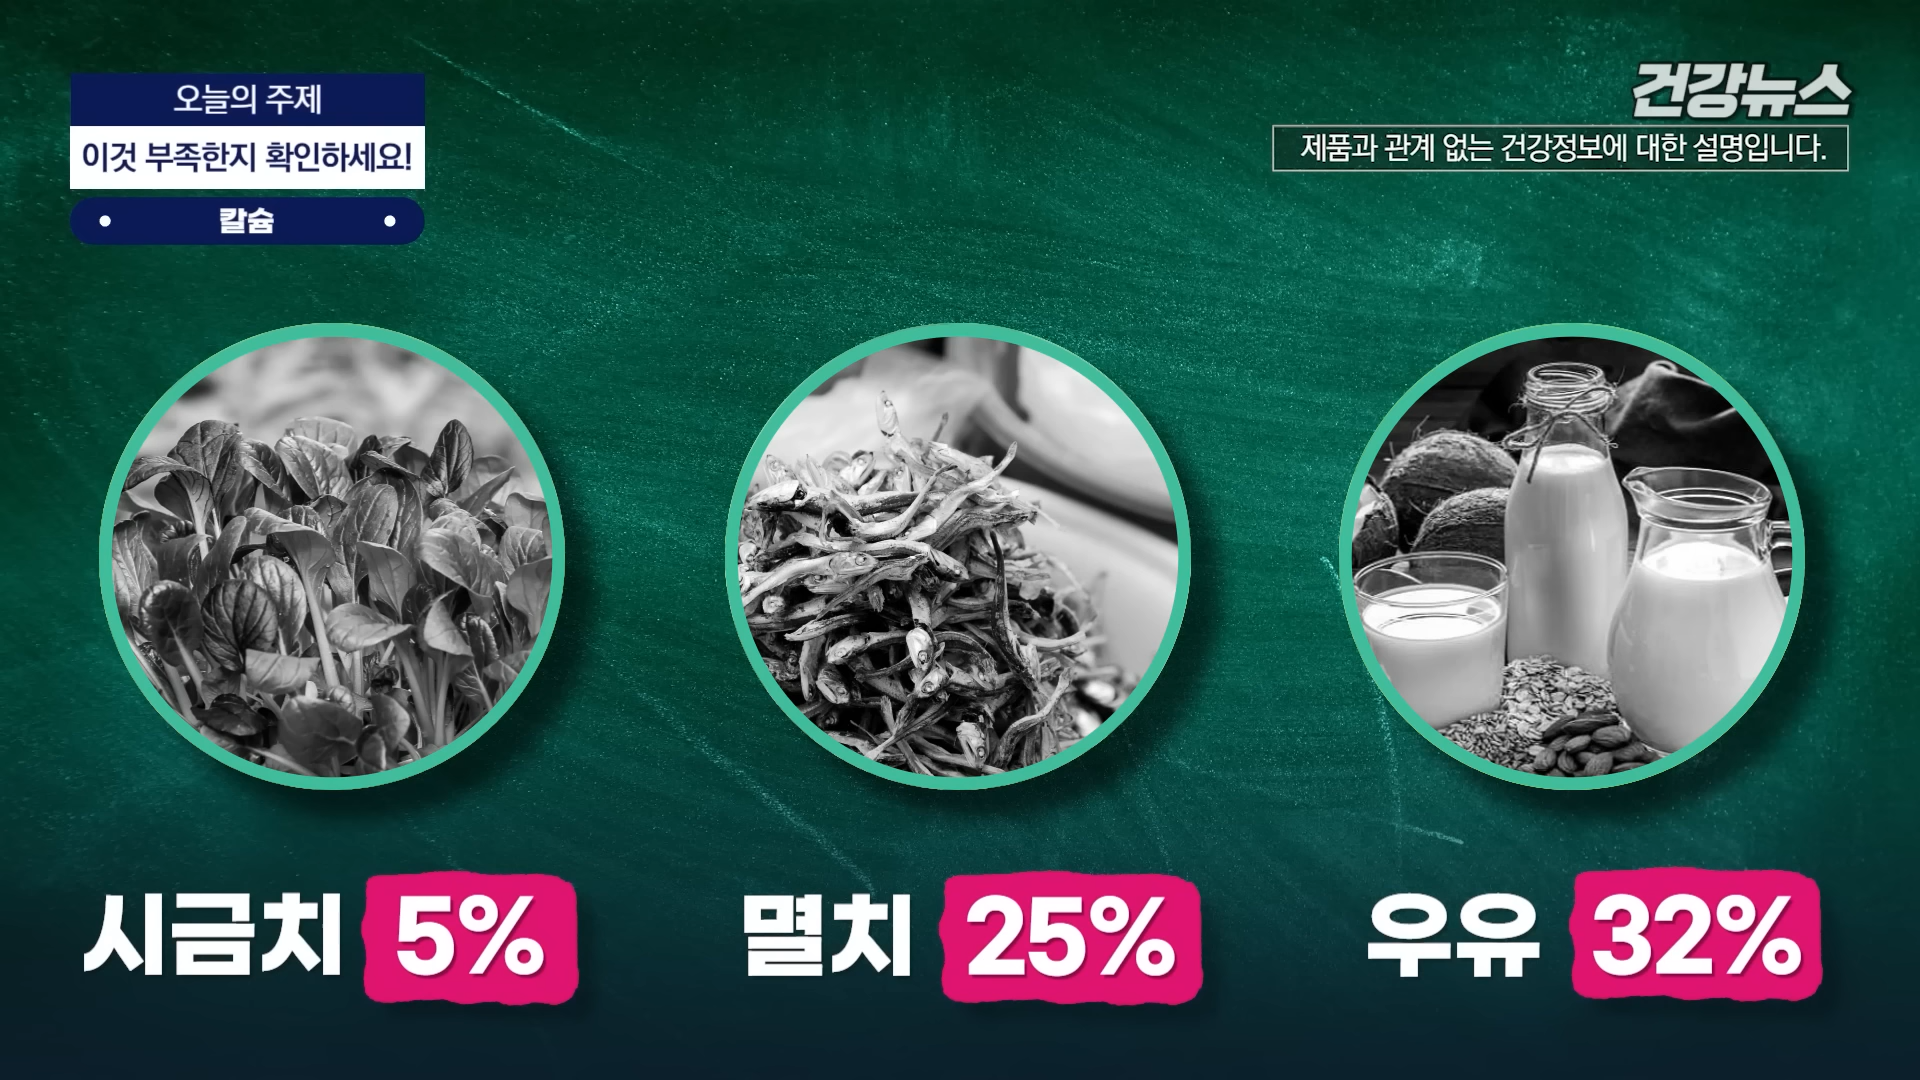 오늘의 주제
이것 부족한지 확인하세요!
칼슘
건강뉴스
제품과 관계 없는 건강정보에 대한 설명입니다.
시금치 5%
멸치 25%
우유 32%